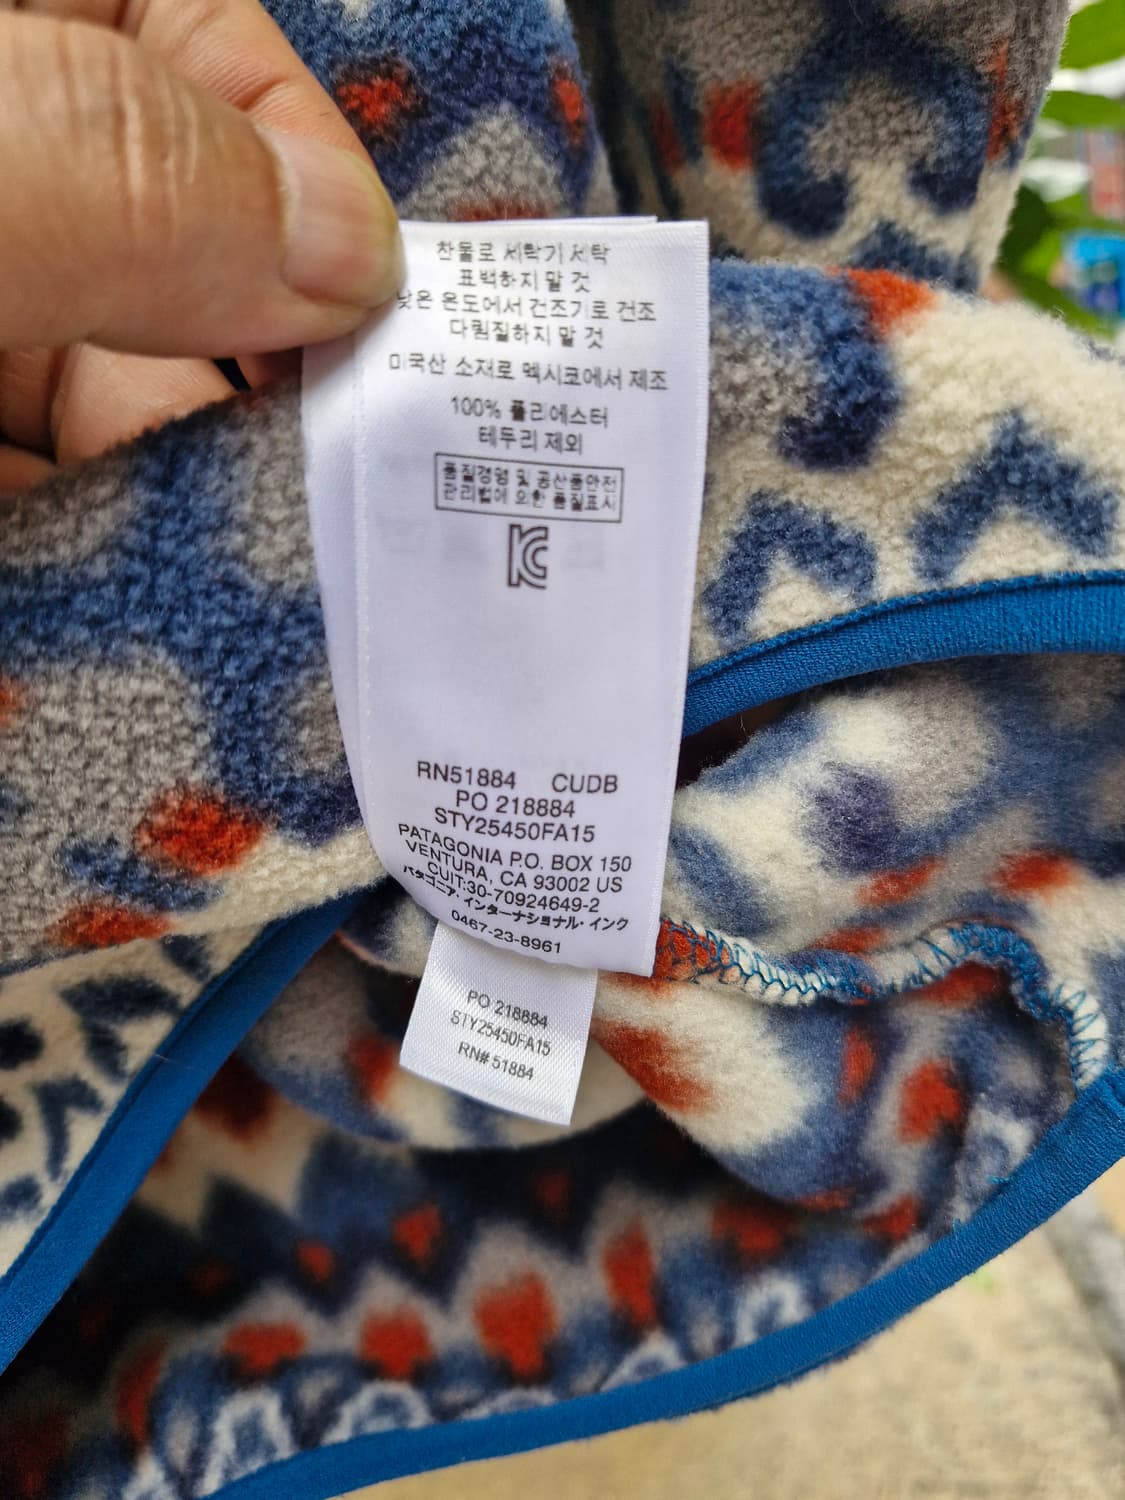 찬물로 세탁기 세탁
표백하지 말 것
낮은 온도에서 건조기로 건조
다림질하지 말 것
미국산 소재로 멕시코에서 제조
100% 폴리에스터
테두리 제외
품질경영 및 공산품안전
관리법에 의한 품질표시
KC
RN51884 CUDB
PO 218884
STY25450FA15
PATAGONIA P.O. BOX 150
VENTURA, CA 93002 US
CUIT:30-70924649-2
パタゴニア・インターナショナル・インク
0467-23-8961
PO 218884
STY25450FA15
RN# 51884